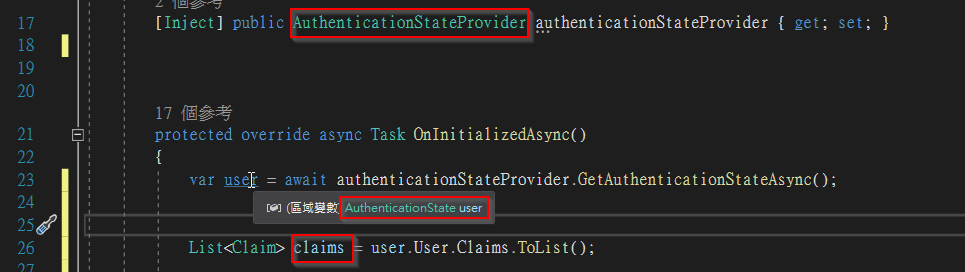 2 個參考
17 [Inject] public AuthenticationStateProvider authenticationStateProvider { get; set; }
18
19
20
17 個參考
21 protected override async Task OnInitializedAsync()
22 {
23 var user = await authenticationStateProvider.GetAuthenticationStateAsync();
24
(區域變數) AuthenticationState user
25
26 List<Claim> claims = user.User.Claims.ToList();
27